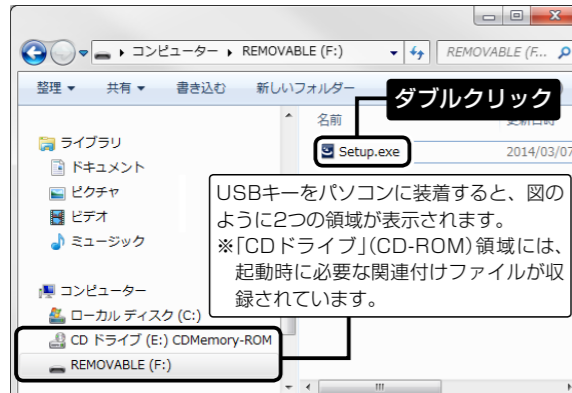 コンピューター ▸ REMOVABLE (F:)
REMOVABLE (F...
整理 ▼ 共有 ▼ 書き込む 新しいフォルダー
ダブルクリック
名前
Setup.exe 2014/03/07
ライブラリ
ドキュメント
ピクチャ
ビデオ
ミュージック
USBキーをパソコンに装着すると、図の
ように2つの領域が表示されます。
※「CDドライブ」(CD-ROM)領域には、
起動時に必要な関連付けファイルが収
録されています。
コンピューター
ローカル ディスク (C:)
CD ドライブ (E:) CDMemory-ROM
REMOVABLE (F:)